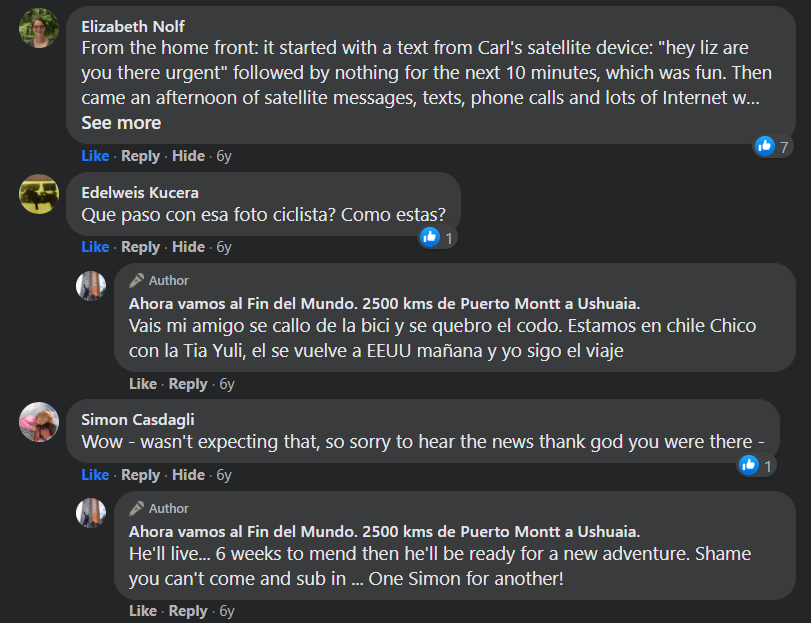 Elizabeth Nolf
From the home front: it started with a text from Carl's satellite device: "hey liz are
you there urgent" followed by nothing for the next 10 minutes, which was fun. Then
came an afternoon of satellite messages, texts, phone calls and lots of Internet w...
See more
7
Like · Reply · Hide · 6y
Edelweis Kucera
Que paso con esa foto ciclista? Como estas?
1
Like · Reply · Hide · 6y
Author
Ahora vamos al Fin del Mundo. 2500 kms de Puerto Montt a Ushuaia.
Vais mi amigo se callo de la bici y se quebro el codo. Estamos en chile Chico
con la Tia Yuli, el se vuelve a EEUU mañana y yo sigo el viaje
Like · Reply · 6y
Simon Casdagli
Wow - wasn't expecting that, so sorry to hear the news thank god you were there -
1
Like · Reply · Hide · 6y
Author
Ahora vamos al Fin del Mundo. 2500 kms de Puerto Montt a Ushuaia.
He'll live... 6 weeks to mend then he'll be ready for a new adventure. Shame
you can't come and sub in ... One Simon for another!
Like · Reply · 6y